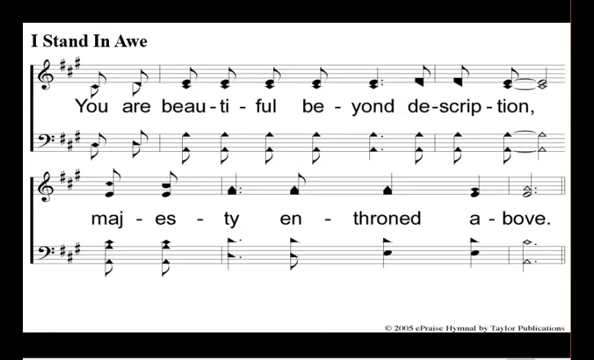 I Stand In Awe
You are beau - ti - ful be - yond de - scrip - tion,
maj - es - ty en - throned a - bove.
© 2005 ePraise Hymnal by Taylor Publications